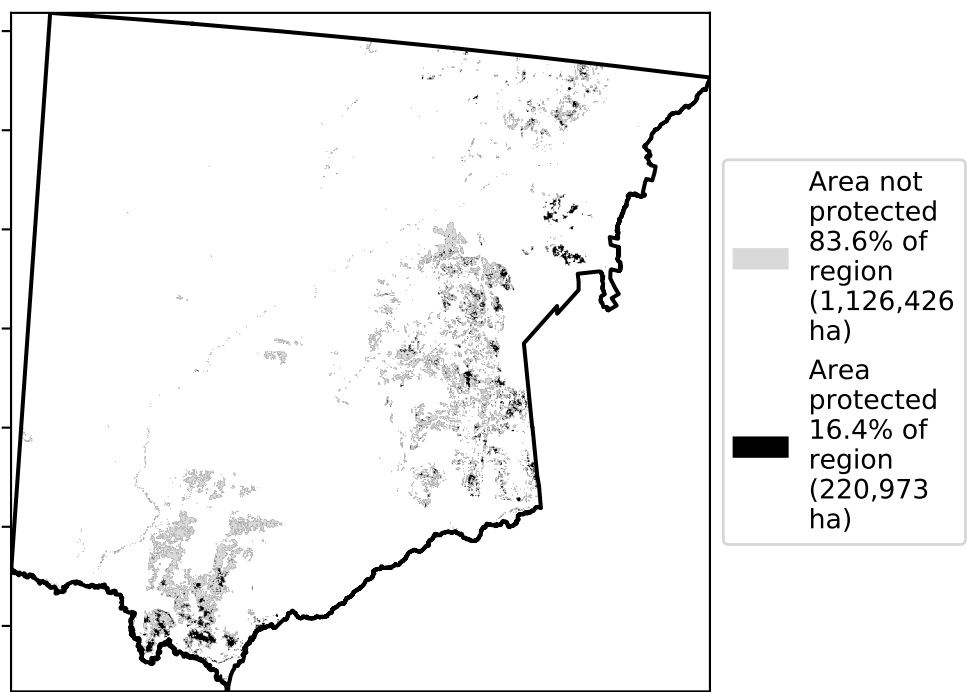 Area not
protected
83.6% of
region
(1,126,426
ha)
Area
protected
16.4% of
region
(220,973
ha)